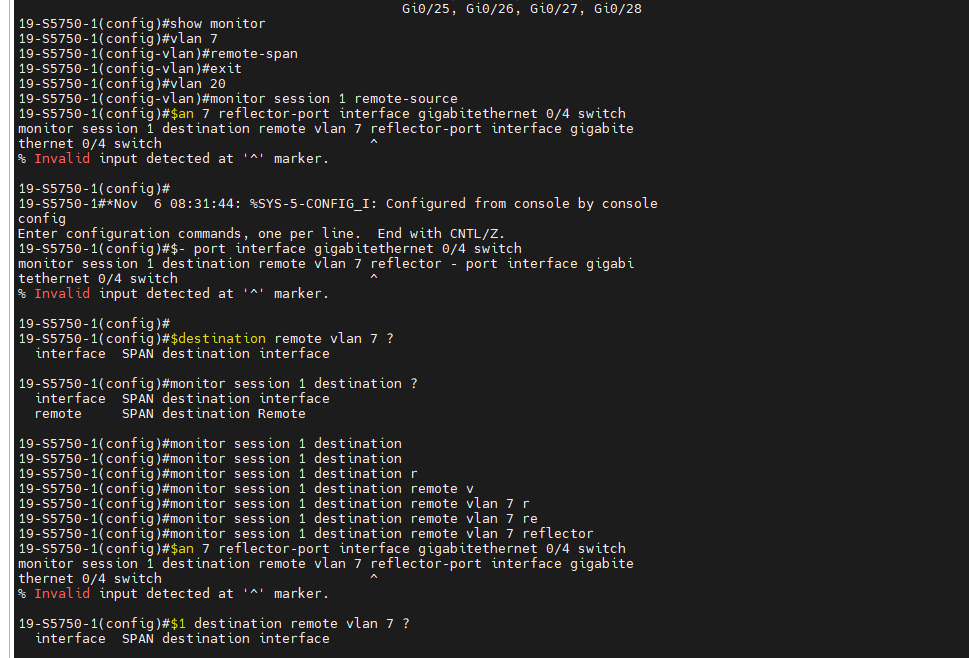 Gi0/25, Gi0/26, Gi0/27, Gi0/28
19-S5750-1(config)#show monitor
19-S5750-1(config)#vlan 7
19-S5750-1(config-vlan)#remote-span
19-S5750-1(config-vlan)#exit
19-S5750-1(config)#vlan 20
19-S5750-1(config-vlan)#monitor session 1 remote-source
19-S5750-1(config)#$an 7 reflector-port interface gigabitethernet 0/4 switch
monitor session 1 destination remote vlan 7 reflector-port interface gigabite
thernet 0/4 switch                          ^
% Invalid input detected at '^' marker.

19-S5750-1(config)#
19-S5750-1#*Nov  6 08:31:44: %SYS-5-CONFIG_I: Configured from console by console
config
Enter configuration commands, one per line.  End with CNTL/Z.
19-S5750-1(config)#$- port interface gigabitethernet 0/4 switch
monitor session 1 destination remote vlan 7 reflector - port interface gigabi
tethernet 0/4 switch                        ^
% Invalid input detected at '^' marker.

19-S5750-1(config)#
19-S5750-1(config)#$destination remote vlan 7 ?
  interface  SPAN destination interface

19-S5750-1(config)#monitor session 1 destination ?
  interface  SPAN destination interface
  remote     SPAN destination Remote

19-S5750-1(config)#monitor session 1 destination
19-S5750-1(config)#monitor session 1 destination
19-S5750-1(config)#monitor session 1 destination r
19-S5750-1(config)#monitor session 1 destination remote v
19-S5750-1(config)#monitor session 1 destination remote vlan 7 r
19-S5750-1(config)#monitor session 1 destination remote vlan 7 re
19-S5750-1(config)#monitor session 1 destination remote vlan 7 reflector
19-S5750-1(config)#$an 7 reflector-port interface gigabitethernet 0/4 switch
monitor session 1 destination remote vlan 7 reflector-port interface gigabite
thernet 0/4 switch                          ^
% Invalid input detected at '^' marker.

19-S5750-1(config)#$1 destination remote vlan 7 ?
  interface  SPAN destination interface